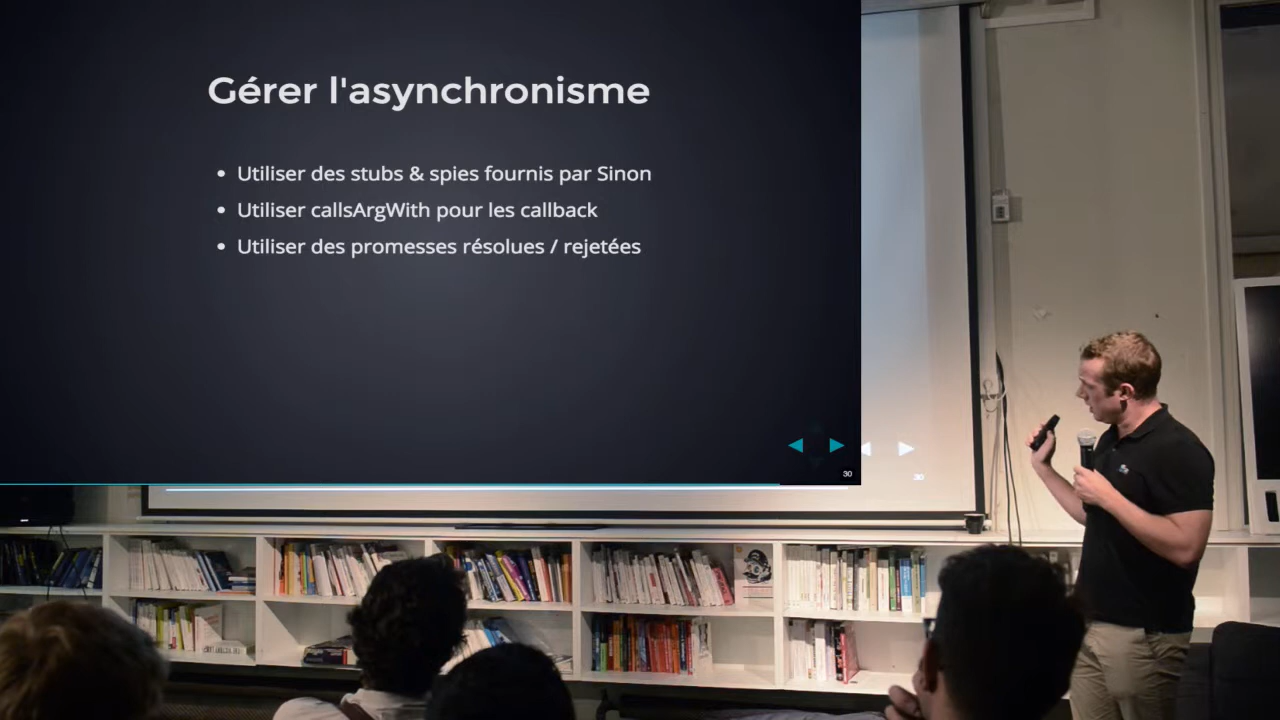 Gérer l'asynchronisme
Utiliser des stubs & spies fournis par Sinon
Utiliser callsArgWith pour les callback
Utiliser des promesses résolues / rejetées
30
30